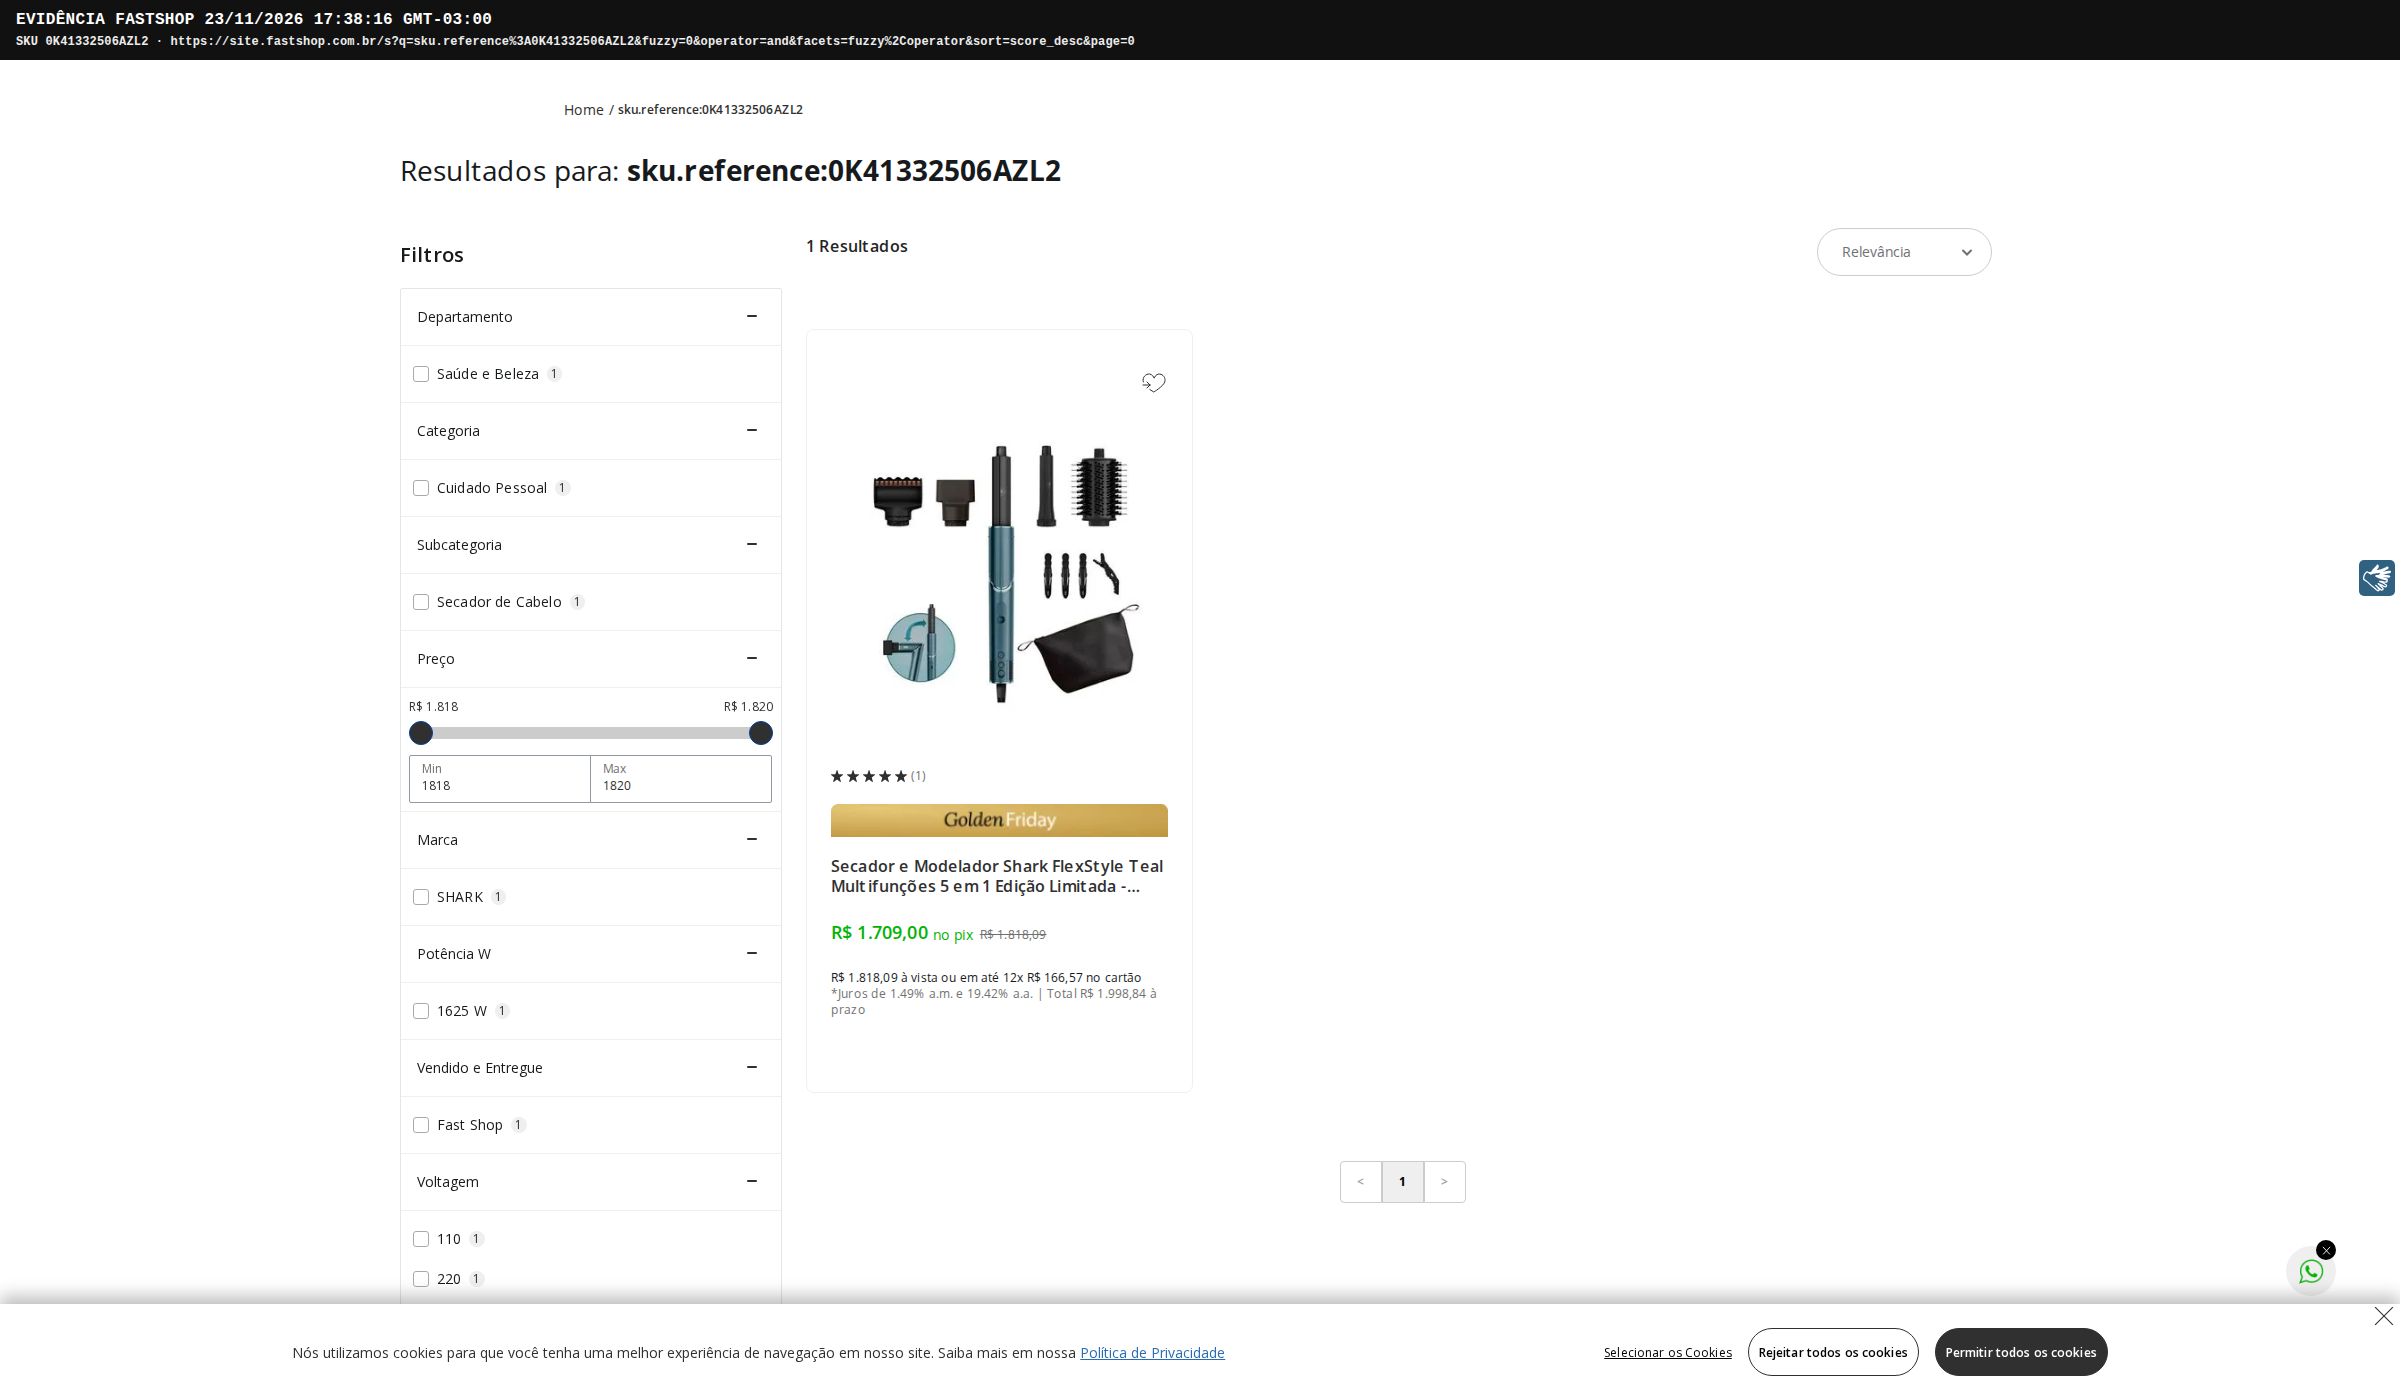 EVIDÊNCIA FASTSHOP 23/11/2026 17:38:16 GMT-03:00
SKU 0K41332506AZL2 · https://site.fastshop.com.br/s?q=sku.reference%3A0K41332506AZL2&fuzzy=0&operator=and&facets=fuzzy%2Coperator&sort=score_desc&page=0
Home / sku.reference:0K41332506AZL2
Resultados para: sku.reference:0K41332506AZL2
Filtros
1 Resultados
Relevância
Departamento
Saúde e Beleza 1
Categoria
Cuidado Pessoal 1
Subcategoria
Secador de Cabelo 1
Preço
R$ 1.818 R$ 1.820
Min Max
1818 1820
Marca
SHARK 1
Potência W
1625 W 1
Vendido e Entregue
Fast Shop 1
Voltagem
110 1
220 1
(1)
Golden Friday
Secador e Modelador Shark FlexStyle Teal
Multifunções 5 em 1 Edição Limitada -...
R$ 1.709,00 no pix R$ 1.818,09
R$ 1.818,09 à vista ou em até 12x R$ 166,57 no cartão
*Juros de 1.49% a.m. e 19.42% a.a. | Total R$ 1.998,84 à
prazo
< 1 >
Nós utilizamos cookies para que você tenha uma melhor experiência de navegação em nosso site. Saiba mais em nossa Política de Privacidade
Selecionar os Cookies
Rejeitar todos os cookies
Permitir todos os cookies